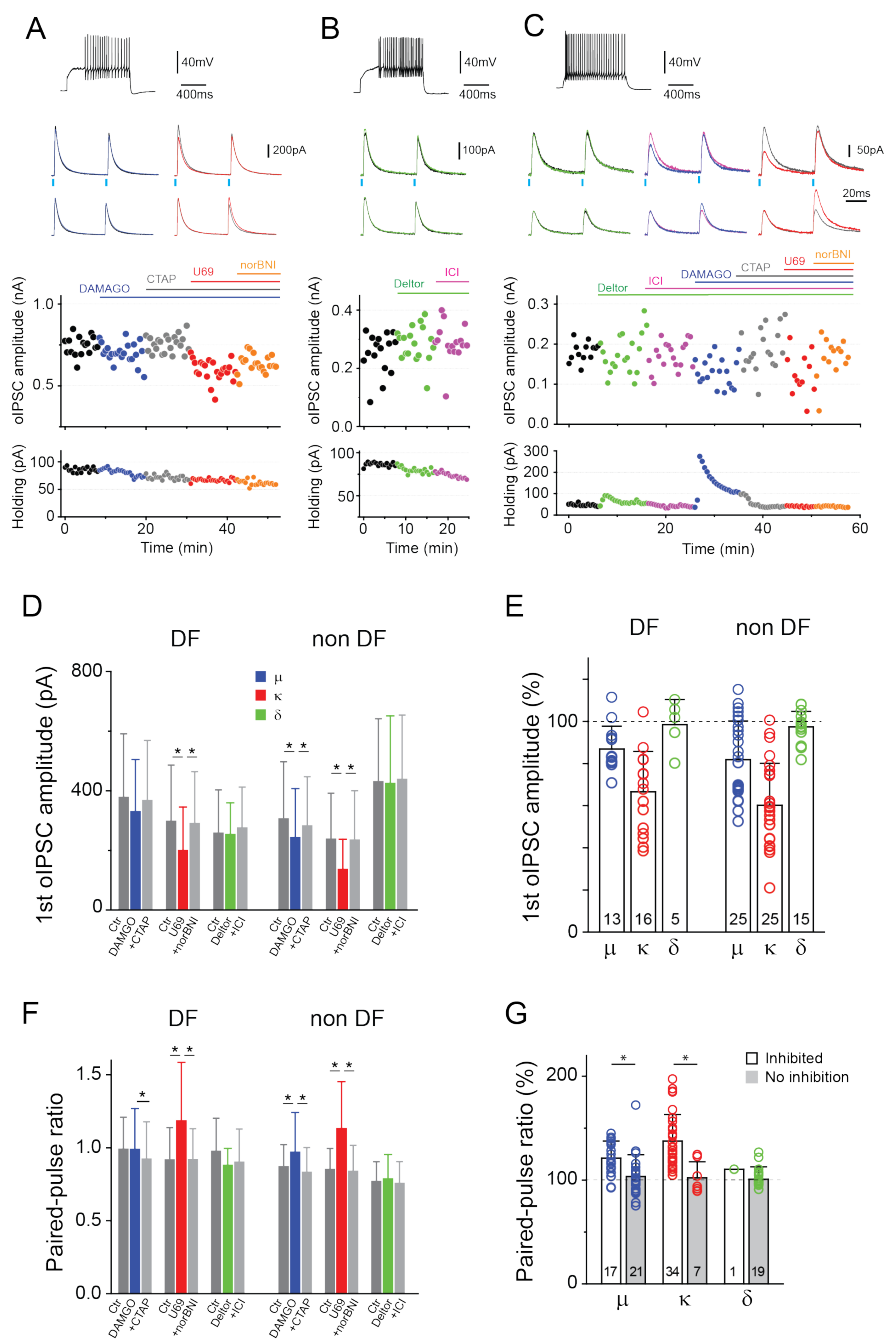 A
B
C
40mV
400ms
40mV
400ms
40mV
400ms
200pA
100pA
50pA
20ms
DAMAGO
CTAP
U69
norBNI
oIPSC amplitude (nA)
1.0
0.5
Holding (pA)
100
50
0
0
20
40
Time (min)
Deltor
ICI
oIPSC amplitude (nA)
0.4
0.2
0.0
Holding (pA)
100
50
0
10
20
Time (min)
Deltor
ICI
DAMAGO
CTAP
U69
norBNI
oIPSC amplitude (nA)
0.3
0.2
0.1
0.0
Holding (pA)
300
200
100
0
0
20
40
60
Time (min)
D
DF
non DF
1st oIPSC amplitude (pA)
800
400
0
μ
κ
δ
Ctr
DAMGO
+CTAP
Ctr
U69
+norBNI
Ctr
Deltor
+ICI
Ctr
DAMGO
+CTAP
Ctr
U69
+norBNI
Ctr
Deltor
+ICI
* *
* *
* *
E
DF
non DF
1st oIPSC amplitude (%)
100
0
13
16
5
25
25
15
μ
κ
δ
μ
κ
δ
F
DF
non DF
Paired-pulse ratio
1.5
1.0
0.5
0.0
*
* *
* *
* *
Ctr
DAMGO
+CTAP
Ctr
U69
+norBNI
Ctr
Deltor
+ICI
Ctr
DAMGO
+CTAP
Ctr
U69
+norBNI
Ctr
Deltor
+ICI
G
Inhibited
No inhibition
Paired-pulse ratio (%)
200
100
0
*
*
17
21
34
7
1
19
μ
κ
δ